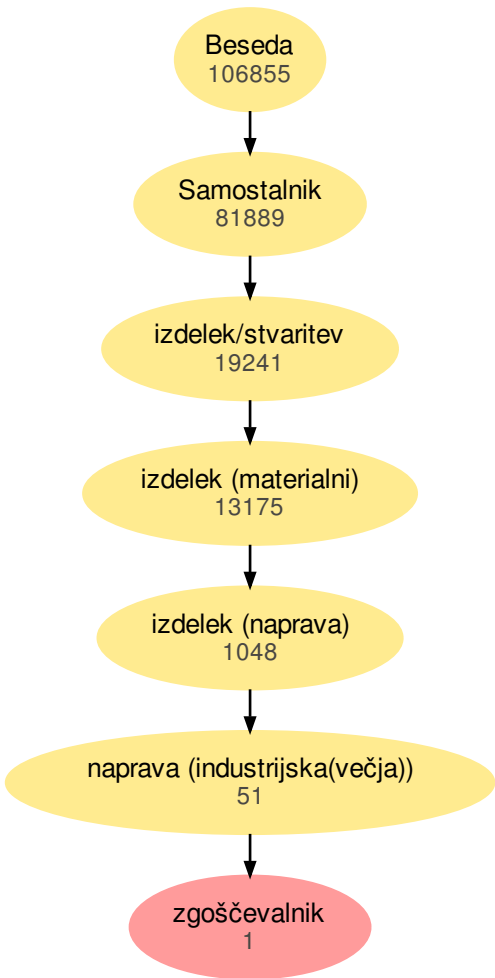 Beseda
106855
Samostalnik
81889
izdelek/stvaritev
19241
izdelek (materialni)
13175
izdelek (naprava)
1048
naprava (industrijska(večja))
51
zgoščevalnik
1